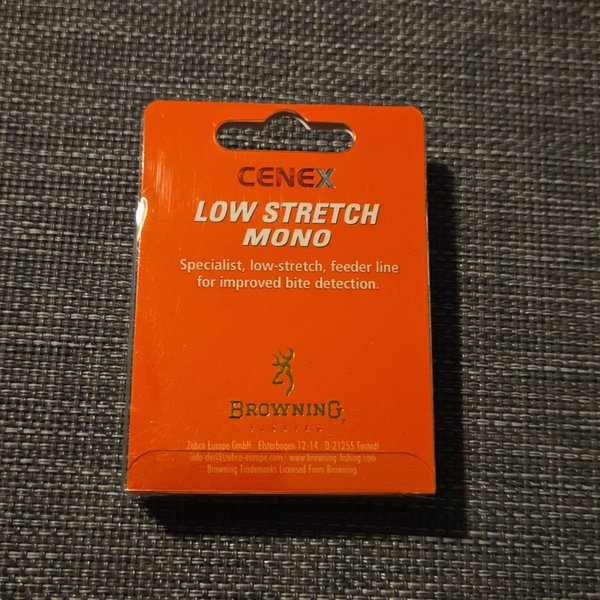 CENEX
LOW STRETCH
MONO
Specialist, low-stretch, feeder line
for improved bite detection.
BROWNING
FISHING
Zebco Europe GmbH · Elsterbogen 12-14 · D-21255 Tostedt
info-de@zebco-europe.com www.browning-fishing.com
Browning Trademarks Licensed From Browning